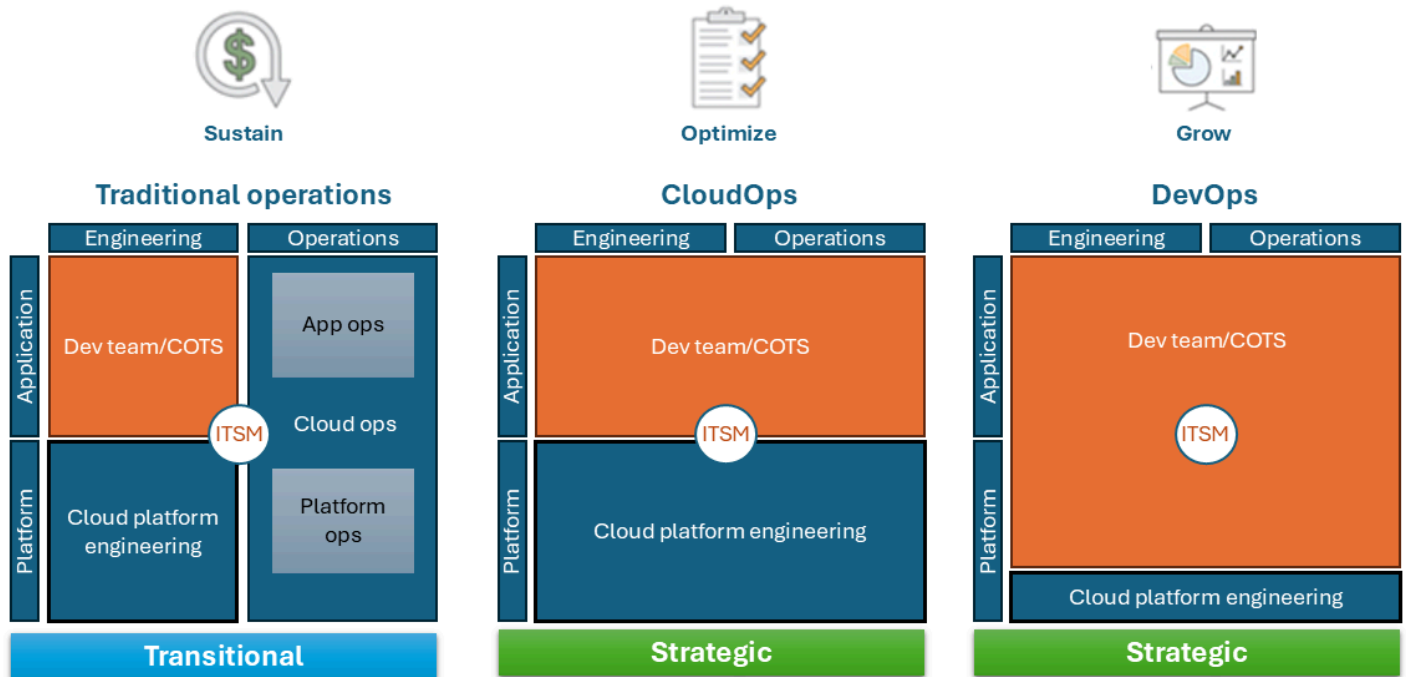 Sustain
Optimize
Grow
Traditional operations
CloudOps
DevOps
Engineering
Operations
Application
Platform
Dev team/COTS
App ops
ITSM
Cloud ops
Cloud platform
engineering
Platform
ops
Transitional
Engineering
Operations
Application
Platform
Dev team/COTS
ITSM
Cloud platform engineering
Strategic
Engineering
Operations
Application
Platform
Dev team/COTS
ITSM
Cloud platform engineering
Strategic